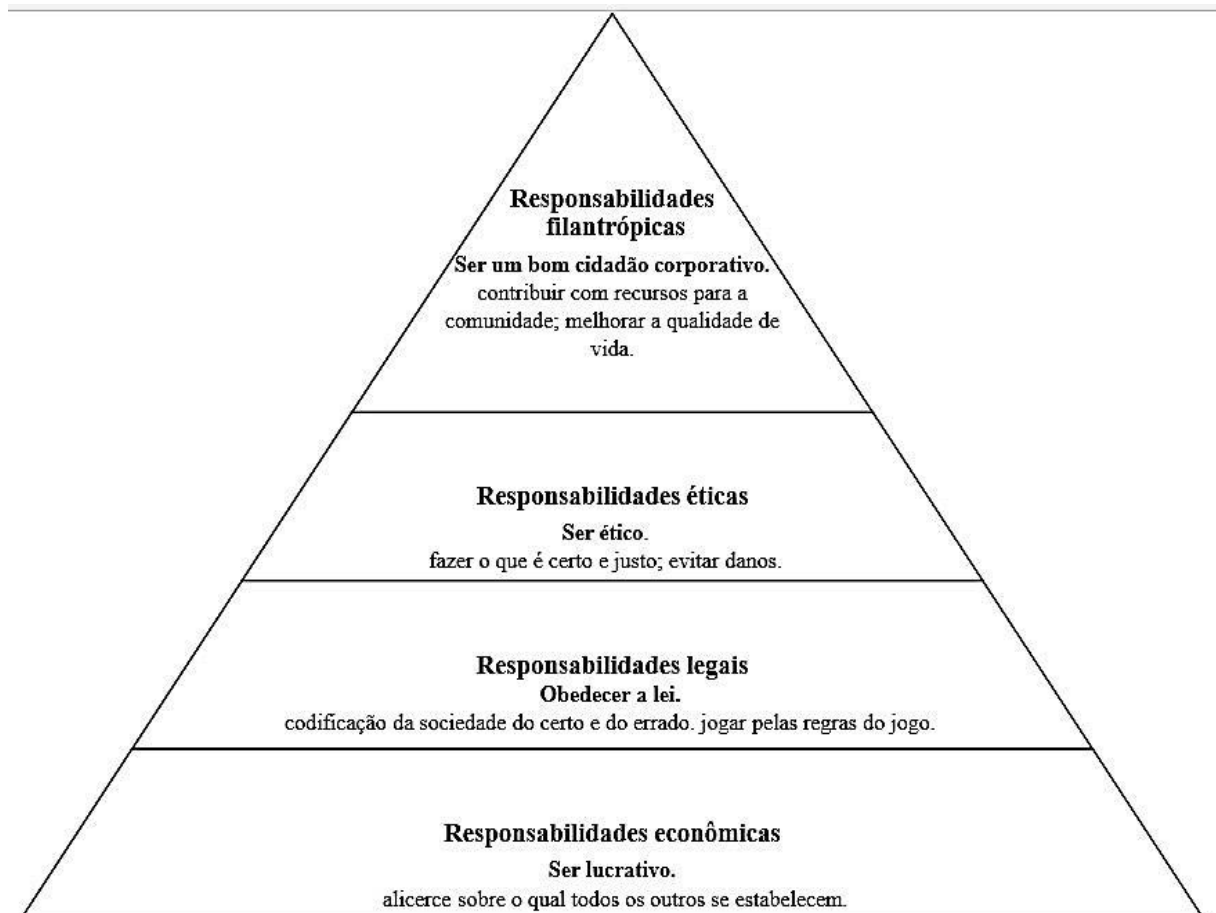 Responsabilidades
filantrópicas
Ser um bom cidadão corporativo.
contribuir com recursos para a
comunidade; melhorar a qualidade de
vida.
Responsabilidades éticas
Ser ético.
fazer o que é certo e justo; evitar danos.
Responsabilidades legais
Obedecer a lei.
codificação da sociedade do certo e do errado. jogar pelas regras do jogo.
Responsabilidades econômicas
Ser lucrativo.
alicerce sobre o qual todos os outros se estabelecem.